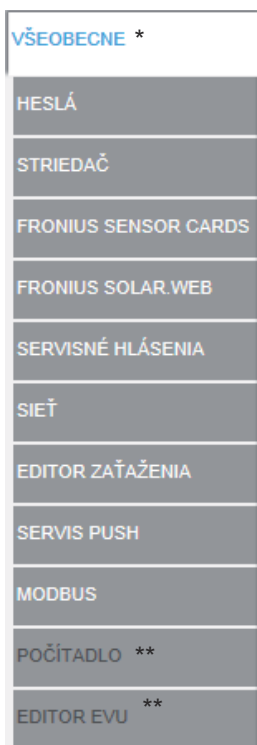 VŠEOBECNE *
HESLÁ
STRIEDAČ
FRONIUS SENSOR CARDS
FRONIUS SOLAR.WEB
SERVISNÉ HLÁSENIA
SIEŤ
EDITOR ZAŤAŽENIA
SERVIS PUSH
MODBUS
POČÍTADLO **
EDITOR EVU **